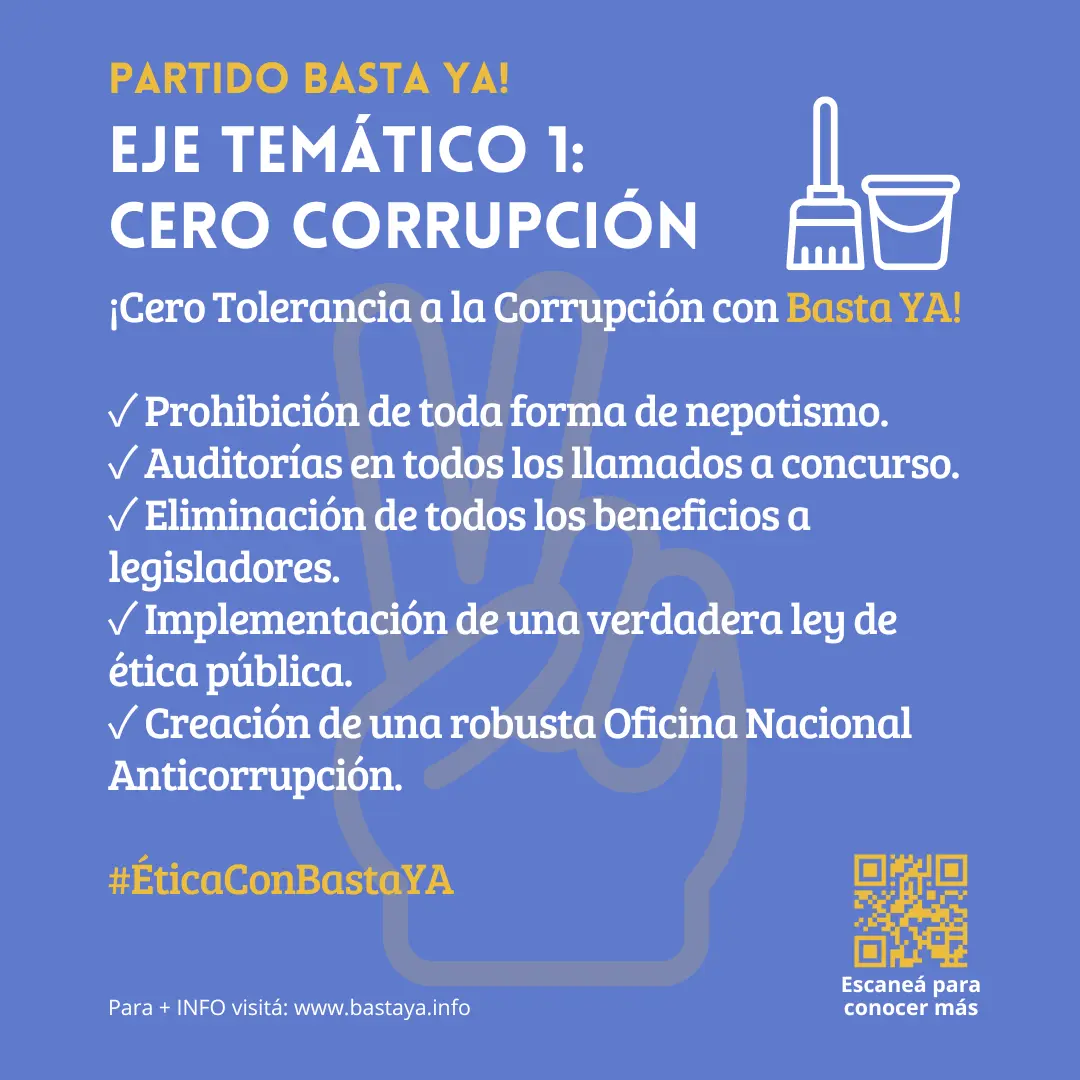 PARTIDO BASTA YA!
EJE TEMÁTICO 1:
CERO CORRUPCIÓN
¡Cero Tolerancia a la Corrupción con Basta YA!
✓ Prohibición de toda forma de nepotismo.
✓ Auditorías en todos los llamados a concurso.
✓ Eliminación de todos los beneficios a
legisladores.
✓ Implementación de una verdadera ley de
ética pública.
✓ Creación de una robusta Oficina Nacional
Anticorrupción.
#ÉticaConBastaYA
Escaneá para
conocer más
Para + INFO visitá: www.bastaya.info